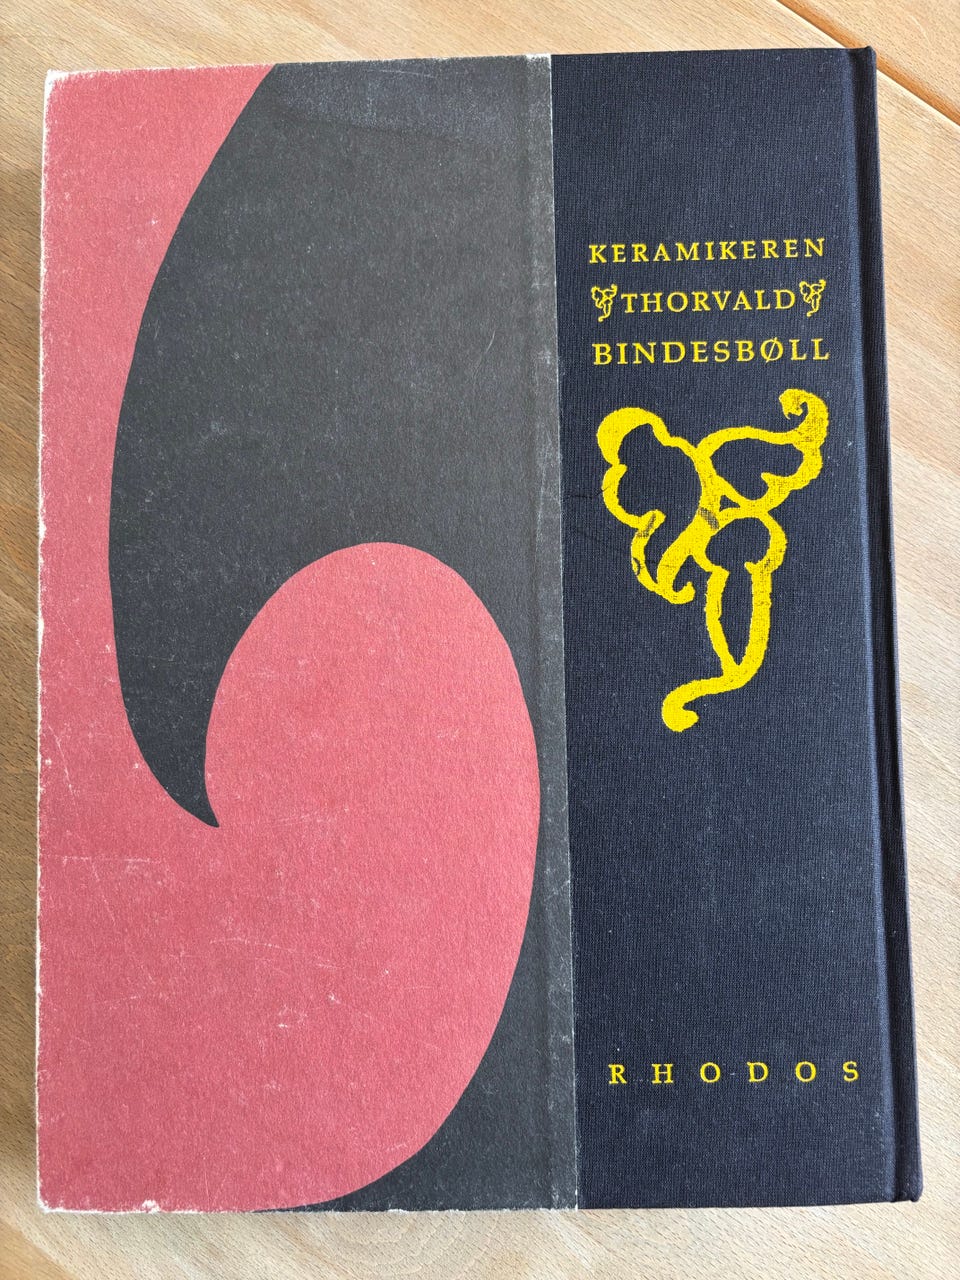 KERAMIKEREN
THORVALD
BINDESBØLL
RHODOS